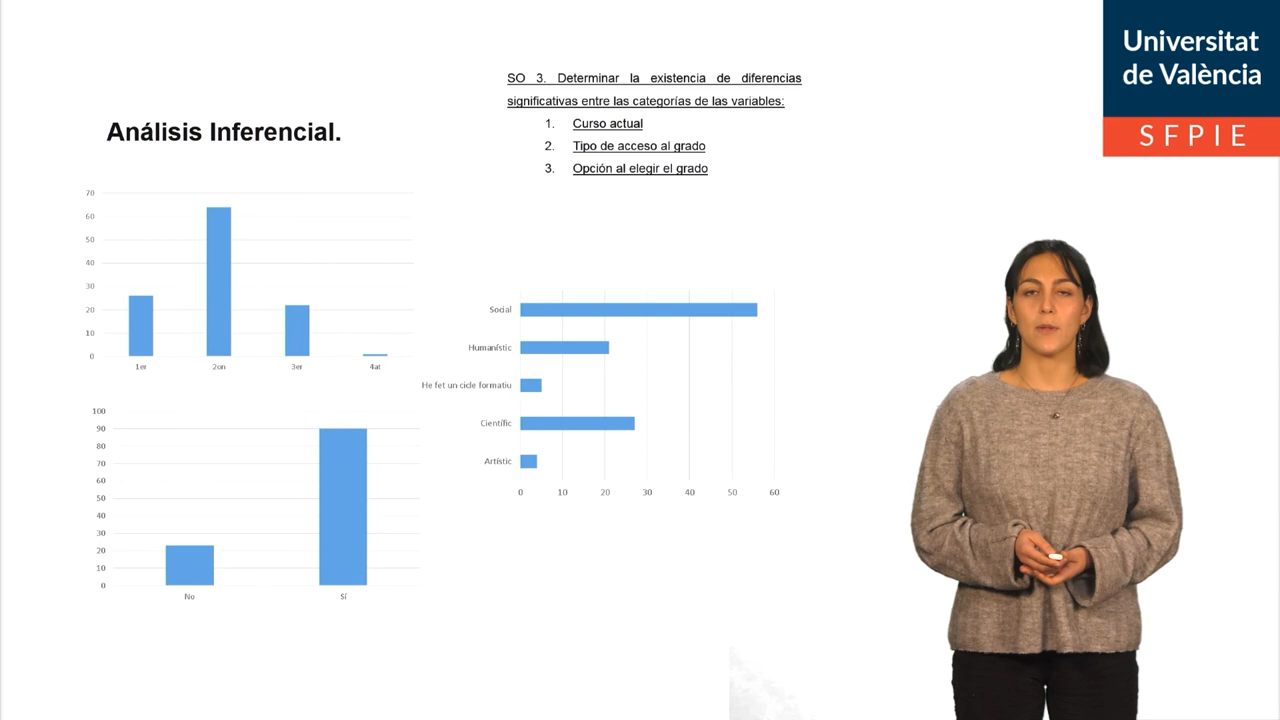 Universitat
de València
SFPIE
SO 3. Determinar la existencia de diferencias
significativas entre las categorías de las variables:
1. Curso actual
2. Tipo de acceso al grado
3. Opción al elegir el grado
Análisis Inferencial.
70
60
50
40
30
20
10
0
1er 2on 3er 4at
Social
Humanístic
He fet un cicle formatiu
Científic
Artístic
0 10 20 30 40 50 60
100
90
80
70
60
50
40
30
20
10
0
No Sí